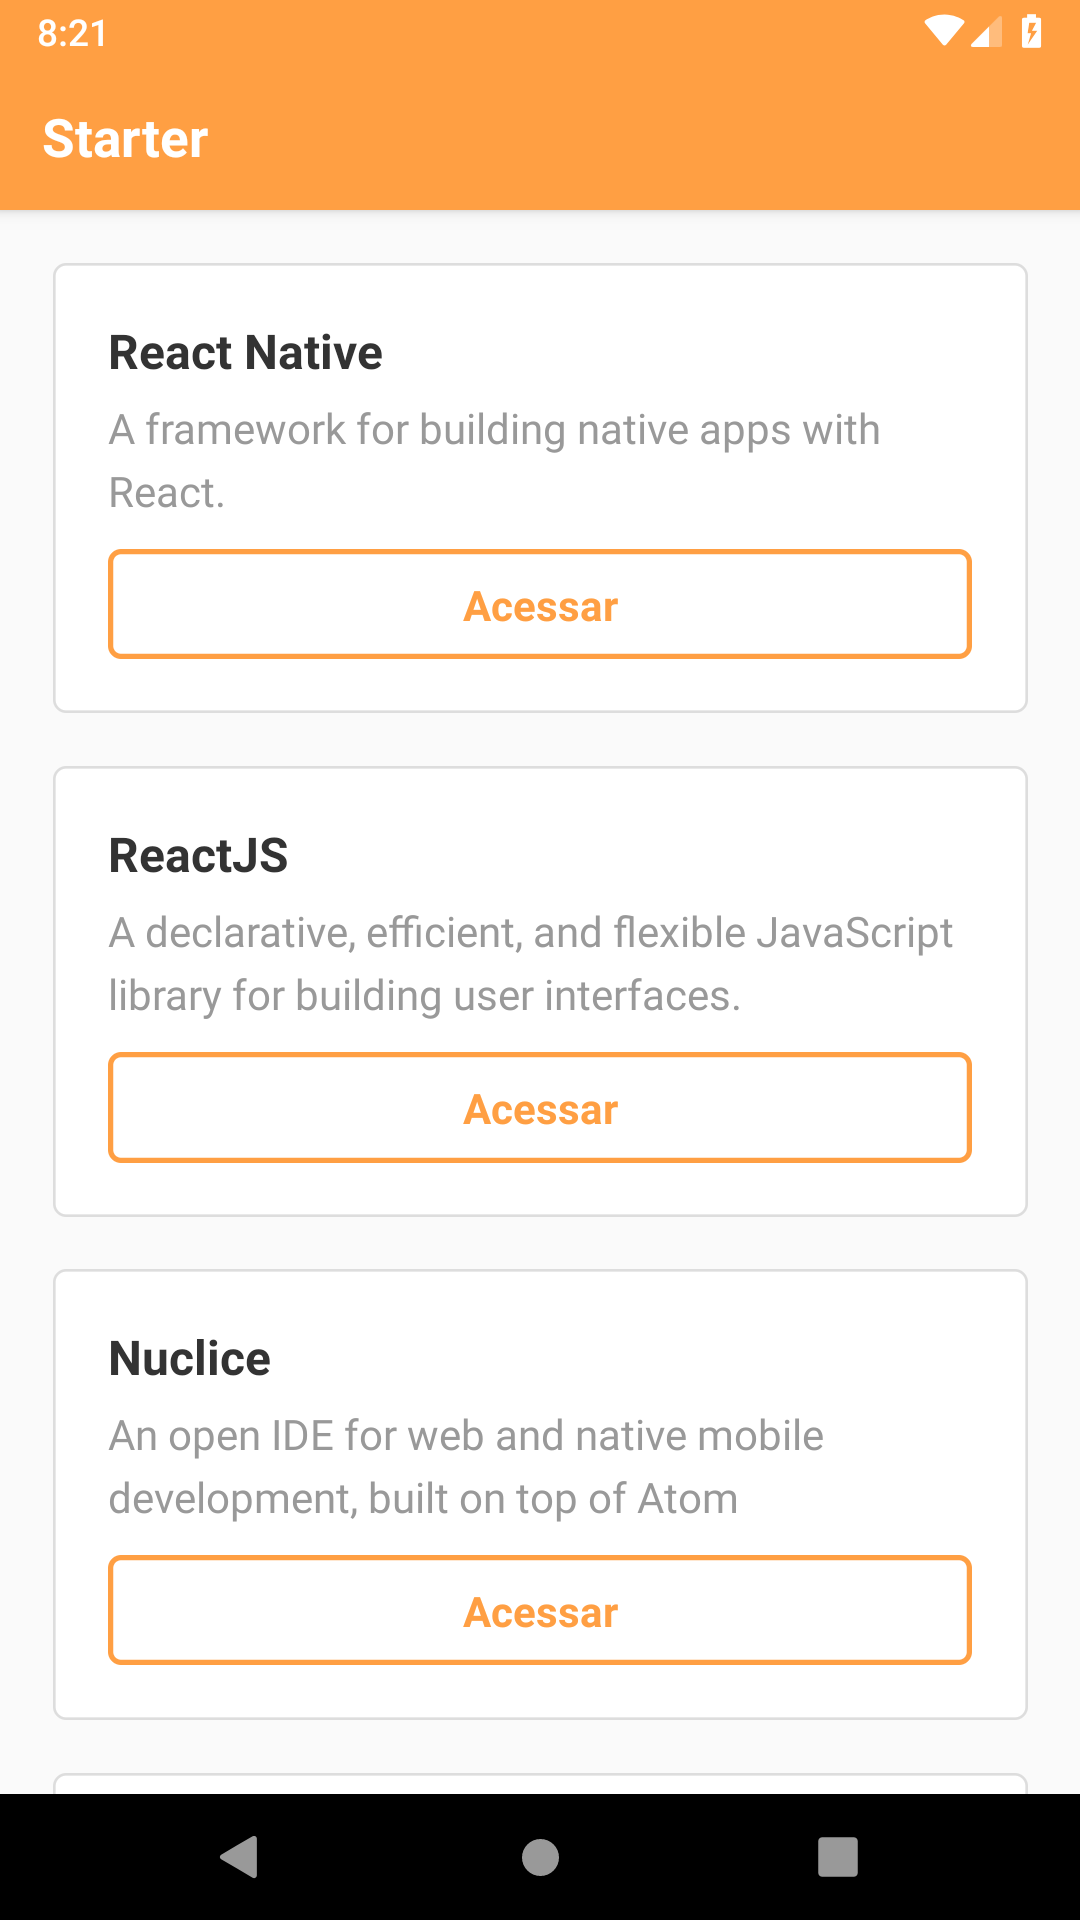 8:21
Starter
React Native
A framework for building native apps with
React.
Acessar
ReactJS
A declarative, efficient, and flexible JavaScript
library for building user interfaces.
Acessar
Nuclice
An open IDE for web and native mobile
development, built on top of Atom
Acessar